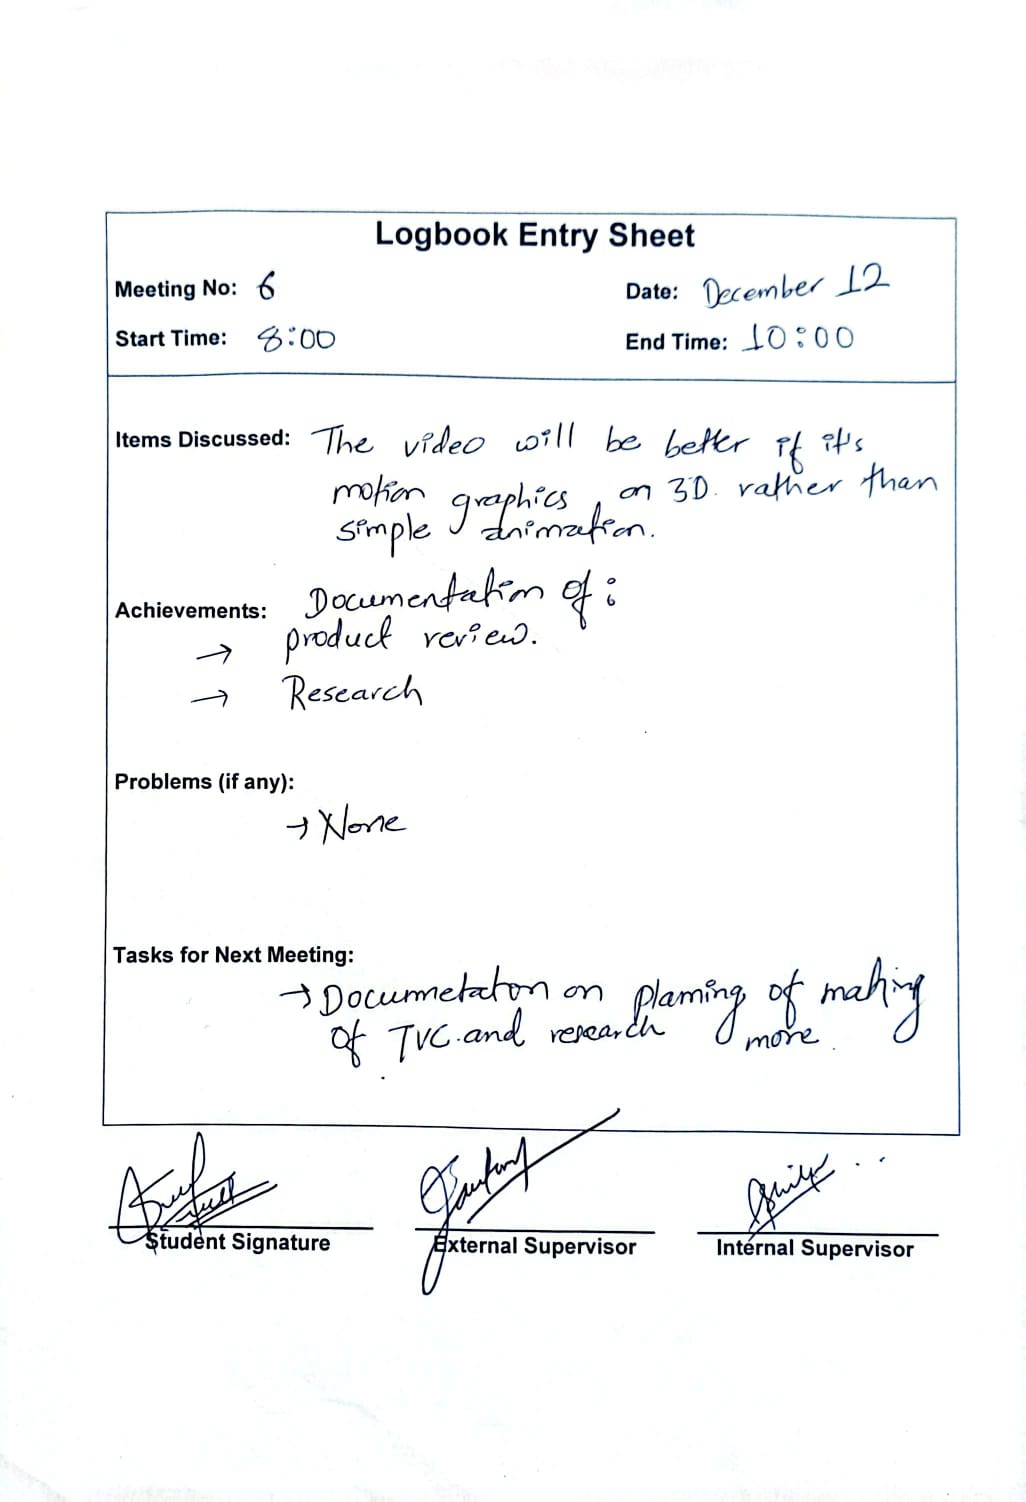 Logbook Entry Sheet
Meeting No: 6
Date: December 12
Start Time: 8:00
End Time: 10:00
Items Discussed: The video will be better if it's
motion graphics, on 3D. rather than
simple animation.
Achievements: Documentation of:
→ product review.
→ Research
Problems (if any):
→ None
Tasks for Next Meeting:
→ Documetaton on planning of making
of TVC. and research more.
Student Signature
External Supervisor
Internal Supervisor